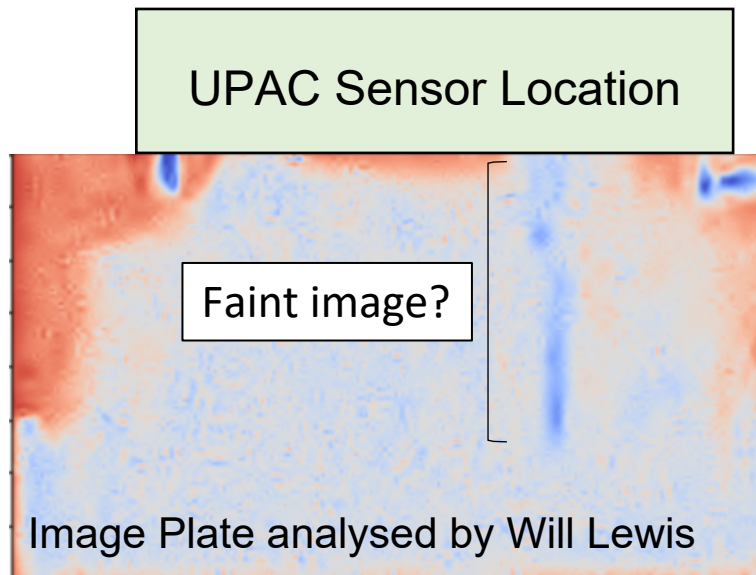 UPAC Sensor Location
Faint image?
Image Plate analysed by Will Lewis